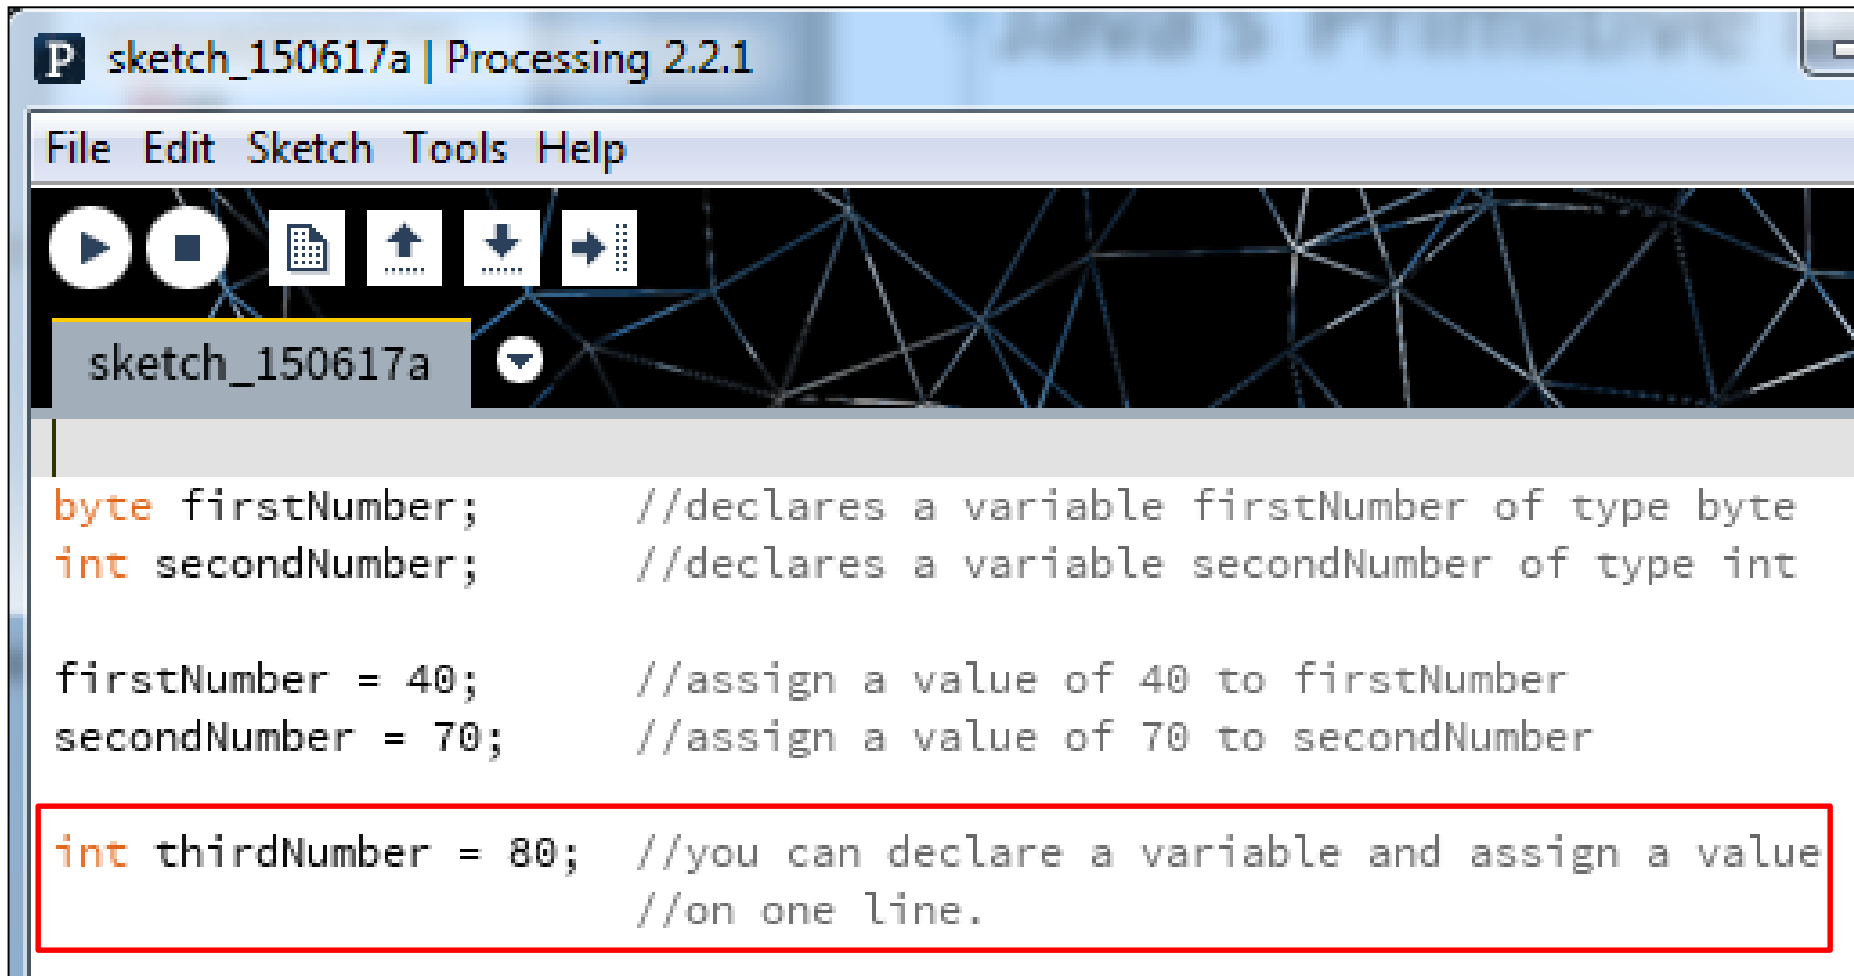 P sketch_150617a | Processing 2.2.1
File Edit Sketch Tools Help
sketch_150617a
byte firstNumber; //declares a variable firstNumber of type byte
int secondNumber; //declares a variable secondNumber of type int
firstNumber = 40; //assign a value of 40 to firstNumber
secondNumber = 70; //assign a value of 70 to secondNumber
int thirdNumber = 80; //you can declare a variable and assign a value
//on one line.